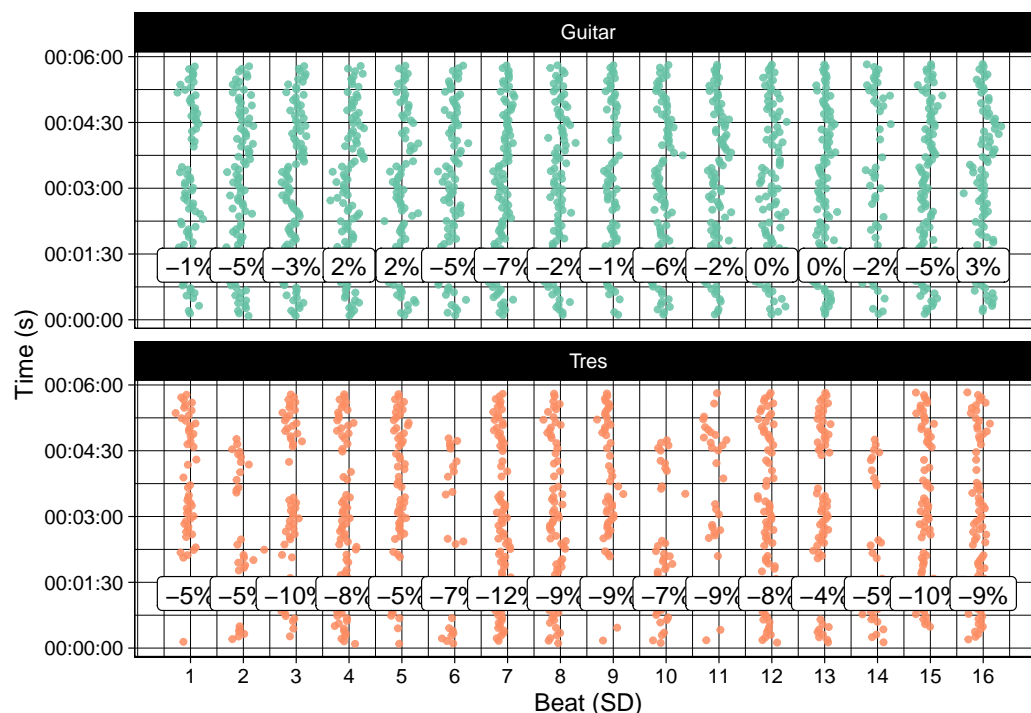 Guitar
00:06:00
00:04:30
00:03:00
00:01:30
00:00:00
−1% −5% −3% 2% 2% −5% −7% −2% −1% −6% −2% 0% 0% −2% −5% 3%
Time (s)
Tres
00:06:00
00:04:30
00:03:00
00:01:30
00:00:00
−5% −5% −10% −8% −5% −7% −12% −9% −9% −7% −9% −8% −4% −5% −10% −9%
1 2 3 4 5 6 7 8 9 10 11 12 13 14 15 16
Beat (SD)